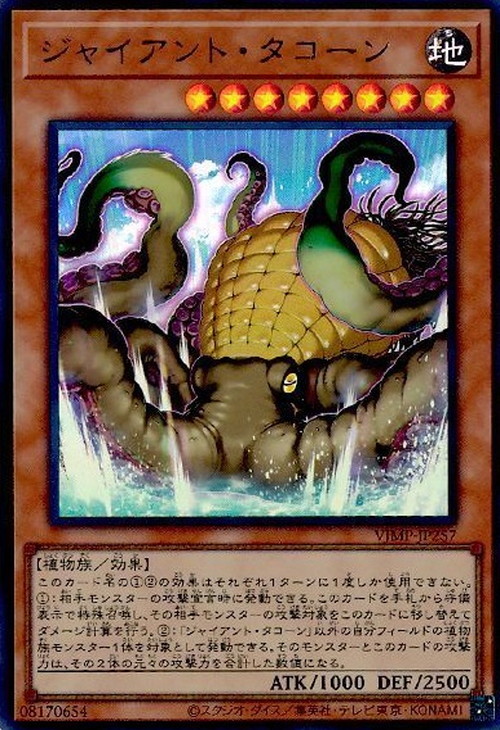 ジャイアント・タコーン
地
VJMP-JP257
【植物族／効果】
このカード名の①②の効果はそれぞれ1ターンに1度しか使用できない。
①：相手モンスターの攻撃宣言時に発動できる。このカードを手札から守備
表示で特殊召喚し、その相手モンスターの攻撃対象をこのカードに移し替えて
ダメージ計算を行う。②：「ジャイアント・タコーン」以外の自分フィールドの植物
族モンスター1体を対象として発動できる。そのモンスターとこのカードの攻撃
力は、その2体の元々の攻撃力を合計した数値になる。
ATK/1000 DEF/2500
08170654
©スタジオ・ダイス／集英社・テレビ東京・KONAMI